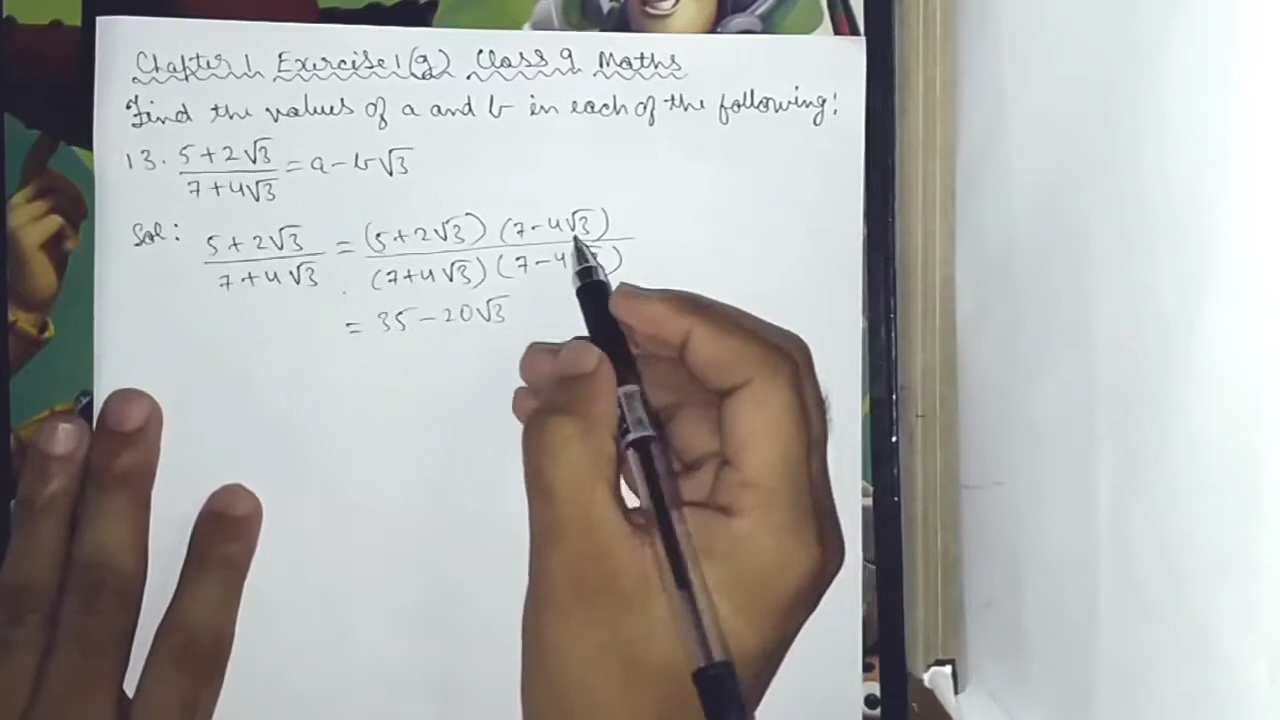 Chapter 1 Exercise 1(g) Class 9 Maths
Find the values of a and b in each of the following:
13. (5+2√3)/(7+4√3) = a-b√3
Sol: (5+2√3)/(7+4√3) = (5+2√3)(7-4√3)/(7+4√3)(7-4√3)
= 35-20√3